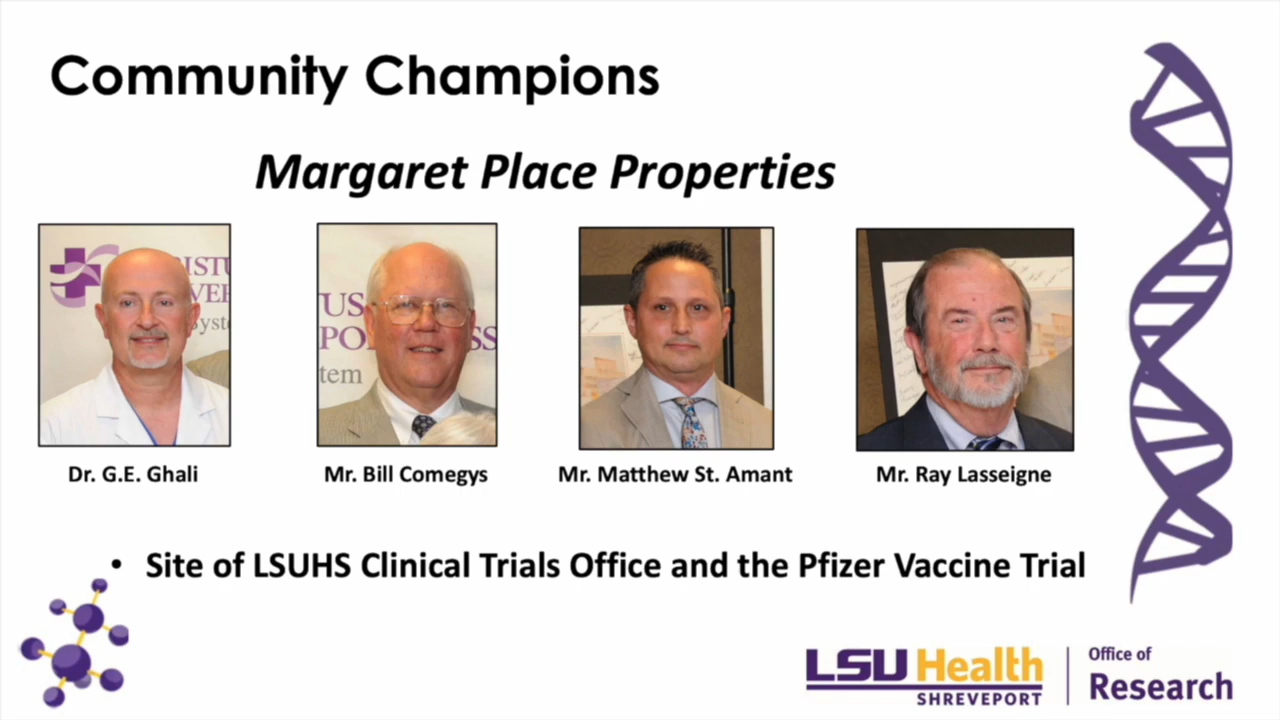 Community Champions
Margaret Place Properties
Dr. G.E. Ghali
Mr. Bill Comegys
Mr. Matthew St. Amant
Mr. Ray Lasseigne
• Site of LSUHS Clinical Trials Office and the Pfizer Vaccine Trial
LSU Health
SHREVEPORT
Office of
Research